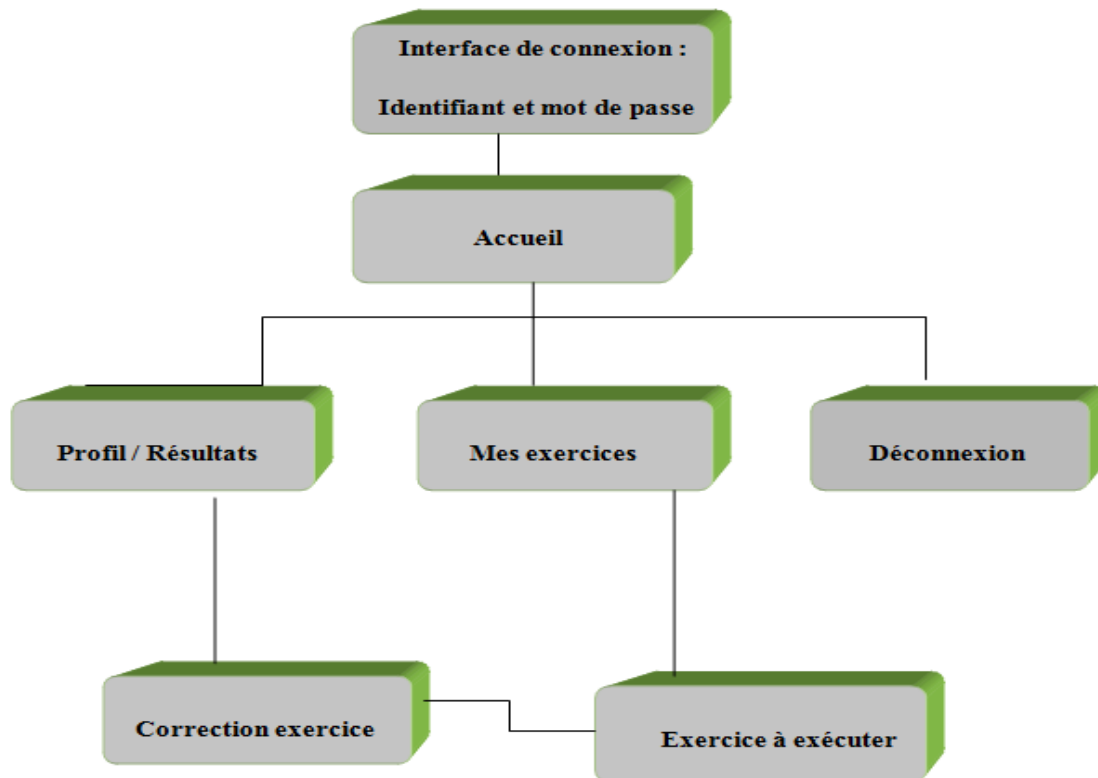 Interface de connexion :
Identifiant et mot de passe
Accueil
Profil / Résultats
Mes exercices
Déconnexion
Correction exercice
Exercice à exécuter